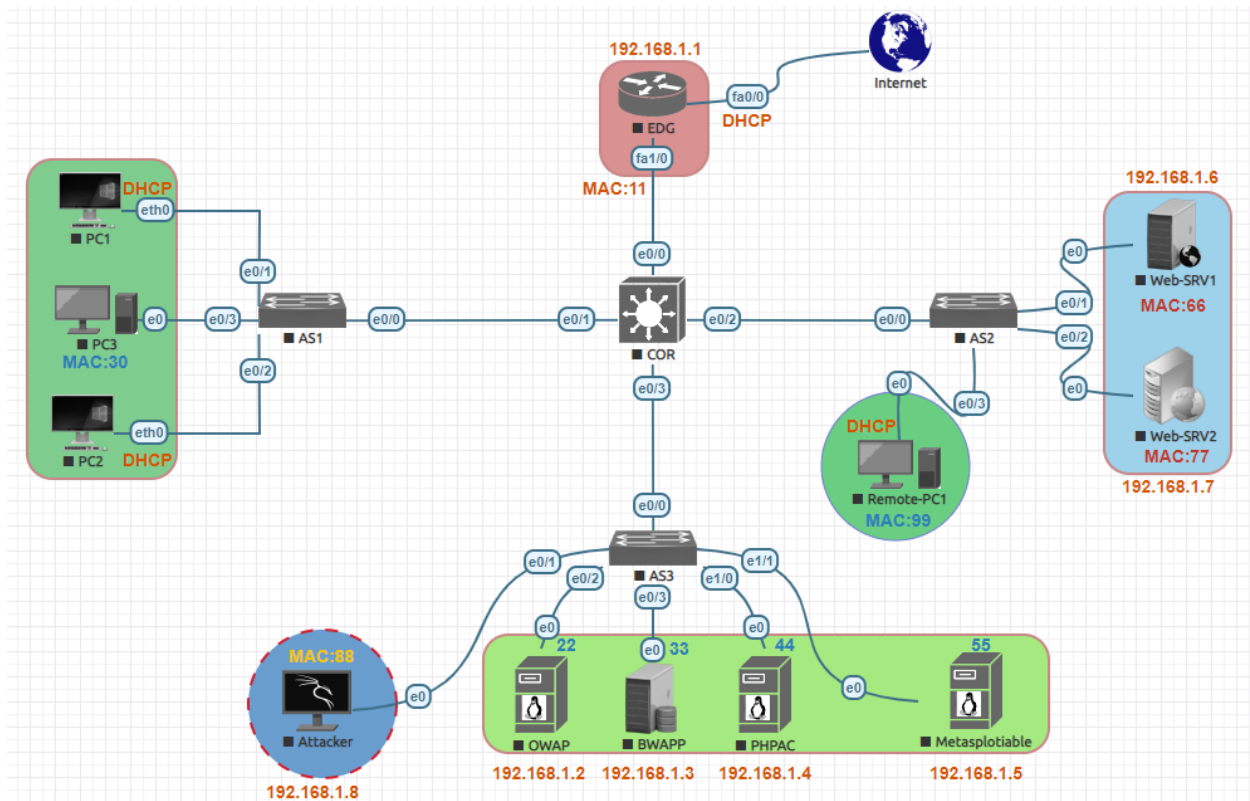 192.168.1.1
Internet
fa0/0
EDG
DHCP
fa1/0
MAC:11
192.168.1.6
DHCP
eth0
PC1
e0/0
e0
Web-SRV1
e0/1
MAC:66
e0/1
e0
e0/3
e0/0
e0/1
e0/2
e0/0
PC3
MAC:30
AS1
COR
AS2
e0/2
e0/2
e0
e0
e0/3
e0/3
DHCP
eth0
PC2
DHCP
Web-SRV2
MAC:77
192.168.1.7
Remote-PC1
MAC:99
e0/0
e0/1
AS3
e1/1
e0/2
e0/3
e1/0
e0
22
e0
33
e0
44
55
MAC:88
e0
e0
Attacker
OWAP
BWAPP
PHPAC
Metasplotiable
192.168.1.2
192.168.1.3
192.168.1.4
192.168.1.5
192.168.1.8